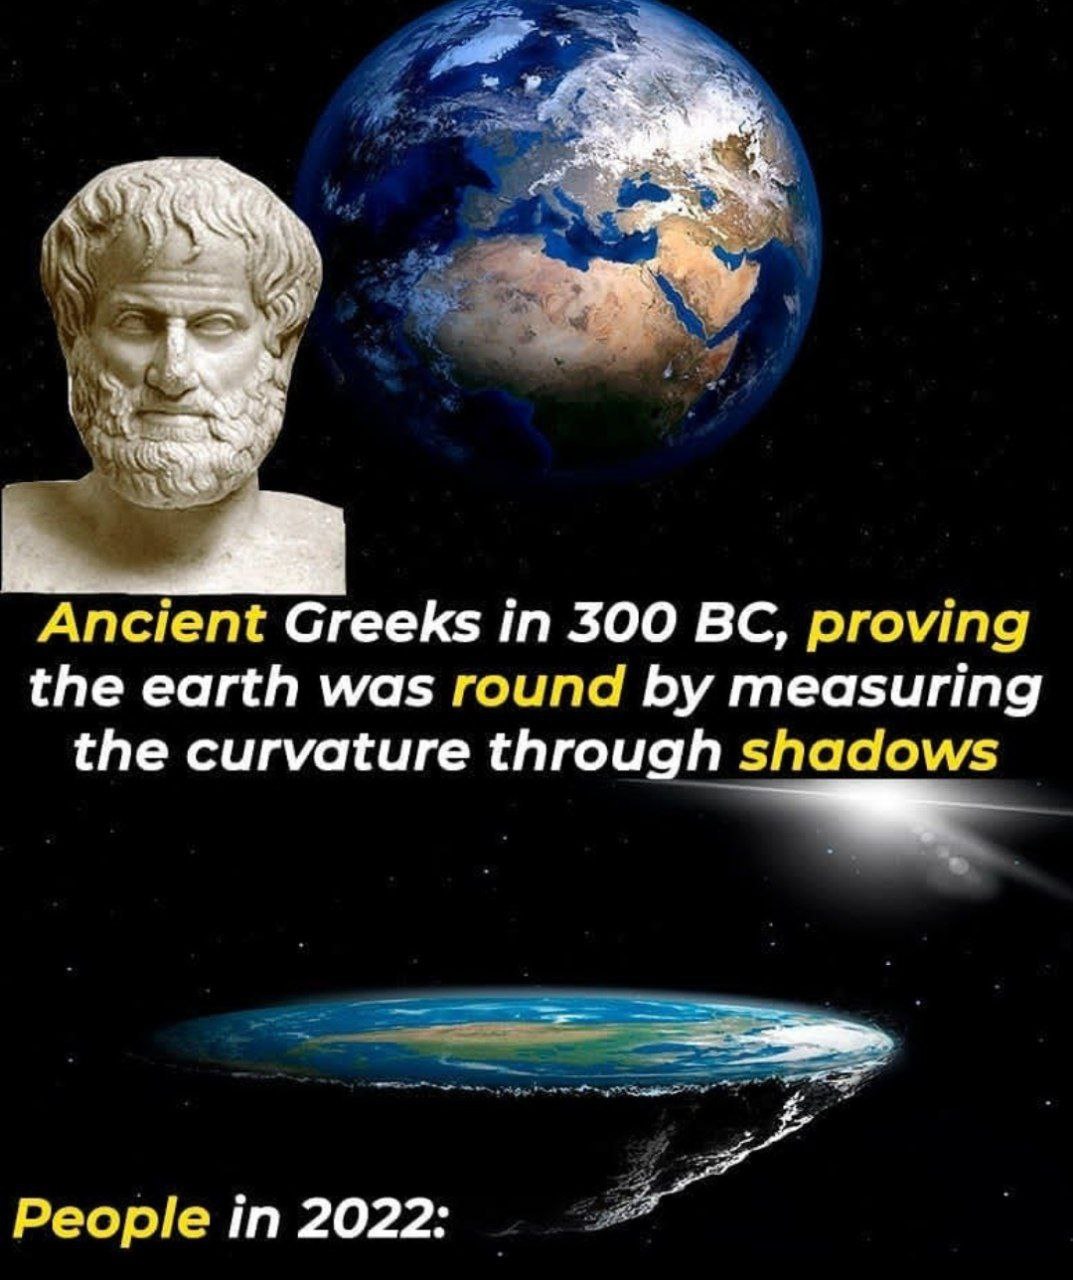 Ancient Greeks in 300 BC, proving
the earth was round by measuring
the curvature through shadows
People in 2022: